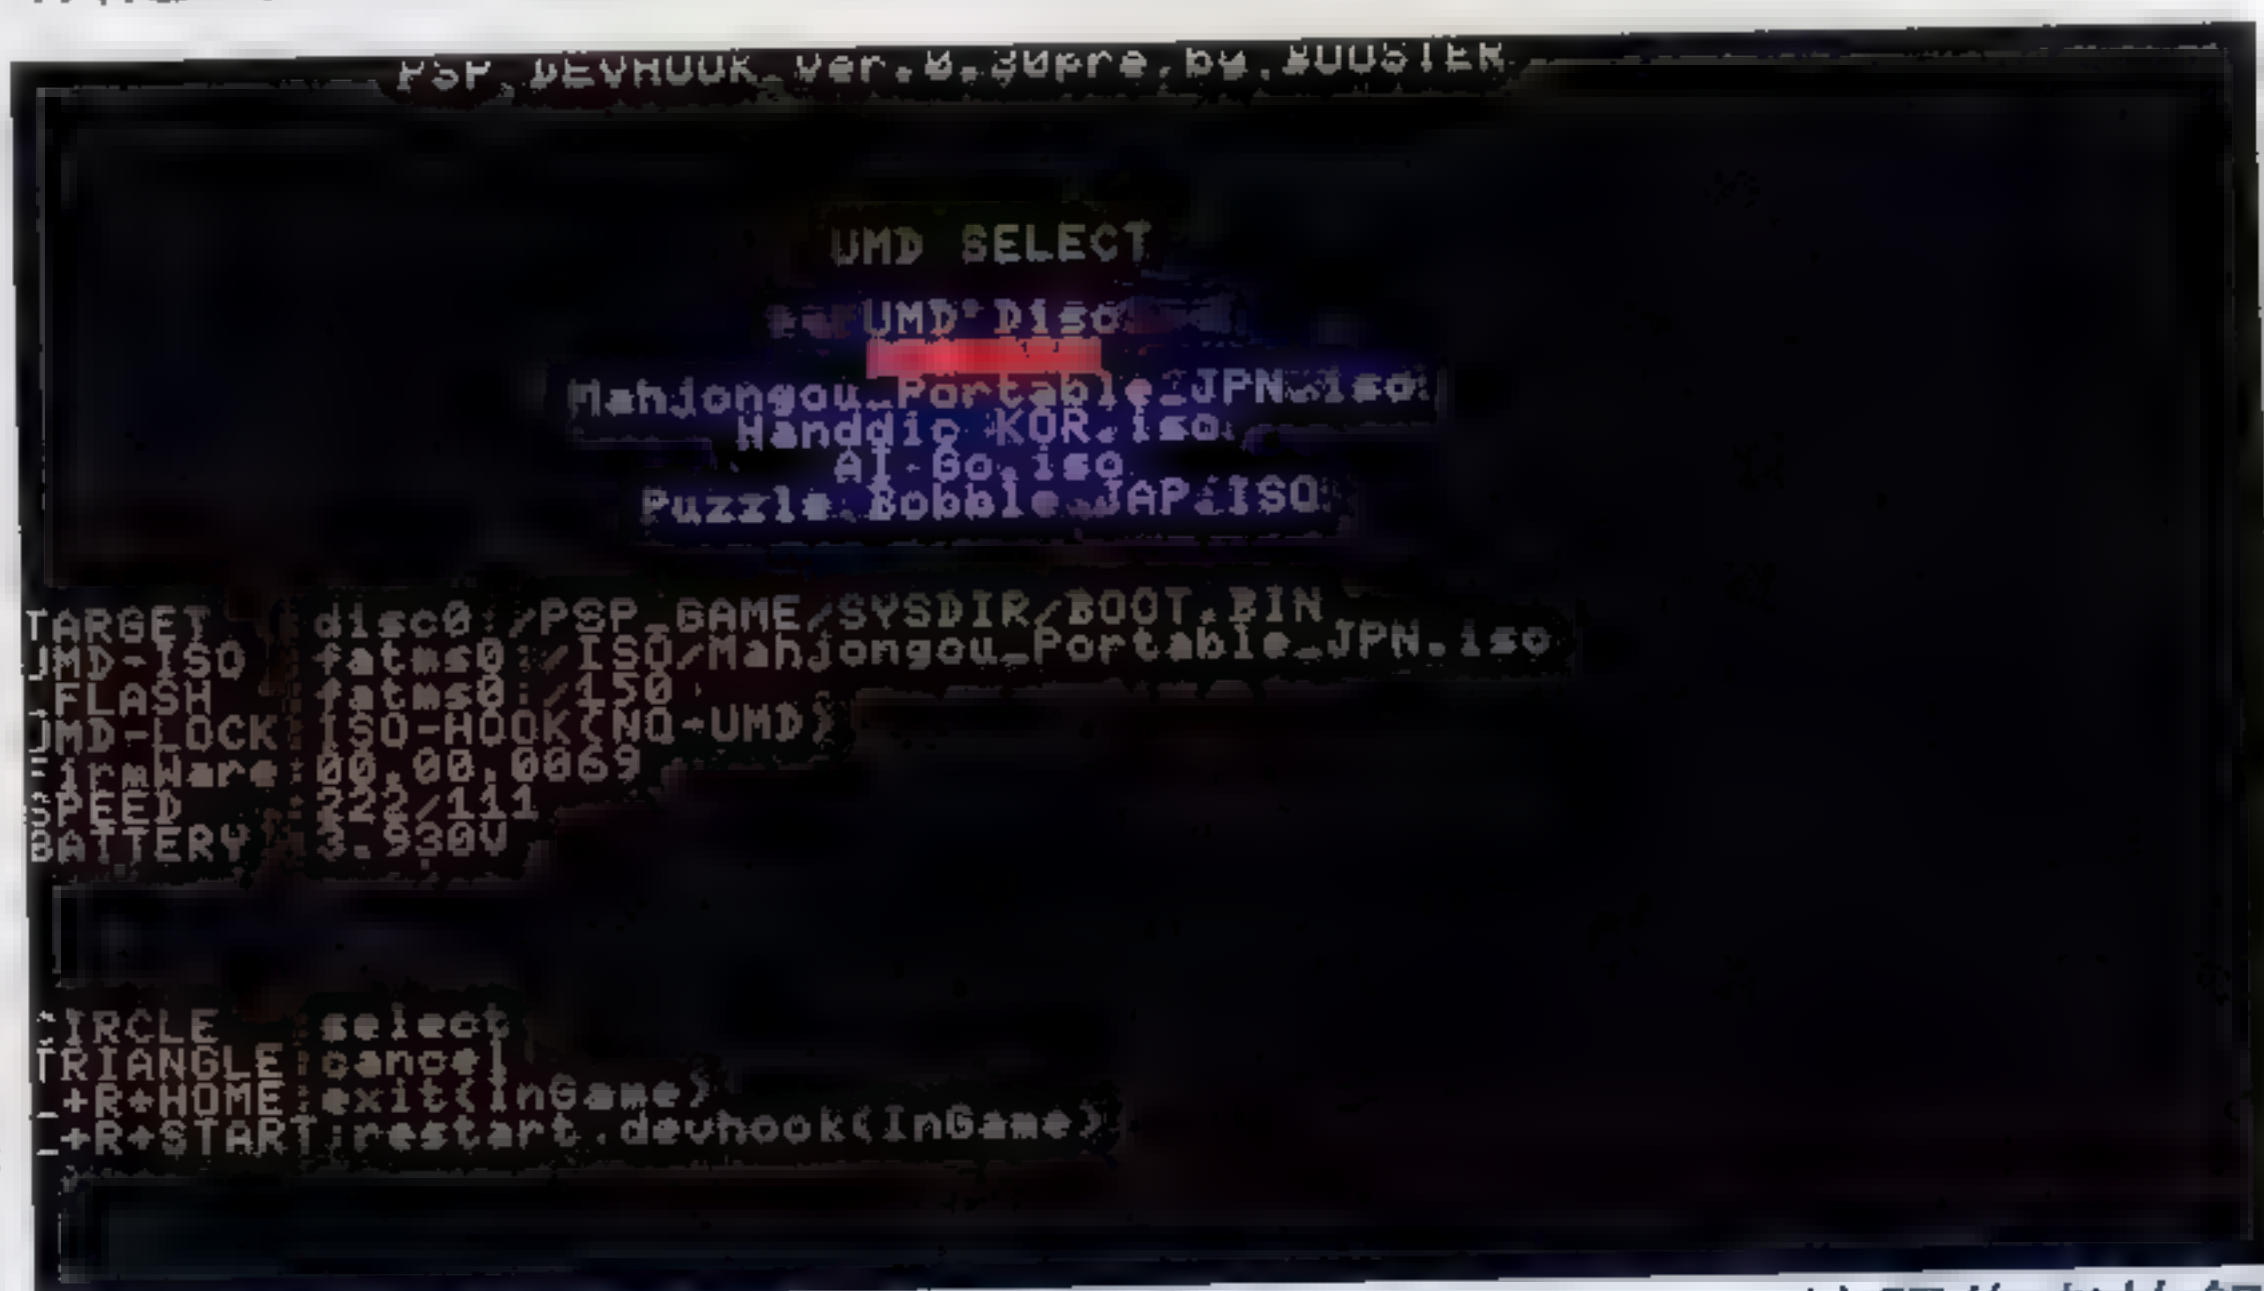 PSP DEVHOOK ver.0.30pre by BOOSTER
UMD SELECT
UMD Disc
Mahjongou_Portable_JPN.iso
KOR.iso
AI Go.iso
Puzzle Bobble JAP.ISO
TARGET : disc0:/PSP_GAME/SYSDIR/BOOT.BIN
UMD-ISO : fatms0:/ISO/Mahjongou_Portable_JPN.iso
FLASH : fatms0:/150
UMD-LOCK: ISO-HOOK(NO-UMD)
FirmWare: 00.00.0069
SPEED : 222/111
BATTERY : 3.930V
CIRCLE :select
TRIANGLE:cancel
+R+HOME:exit(InGame)
+R+START:restart devhook(InGame)